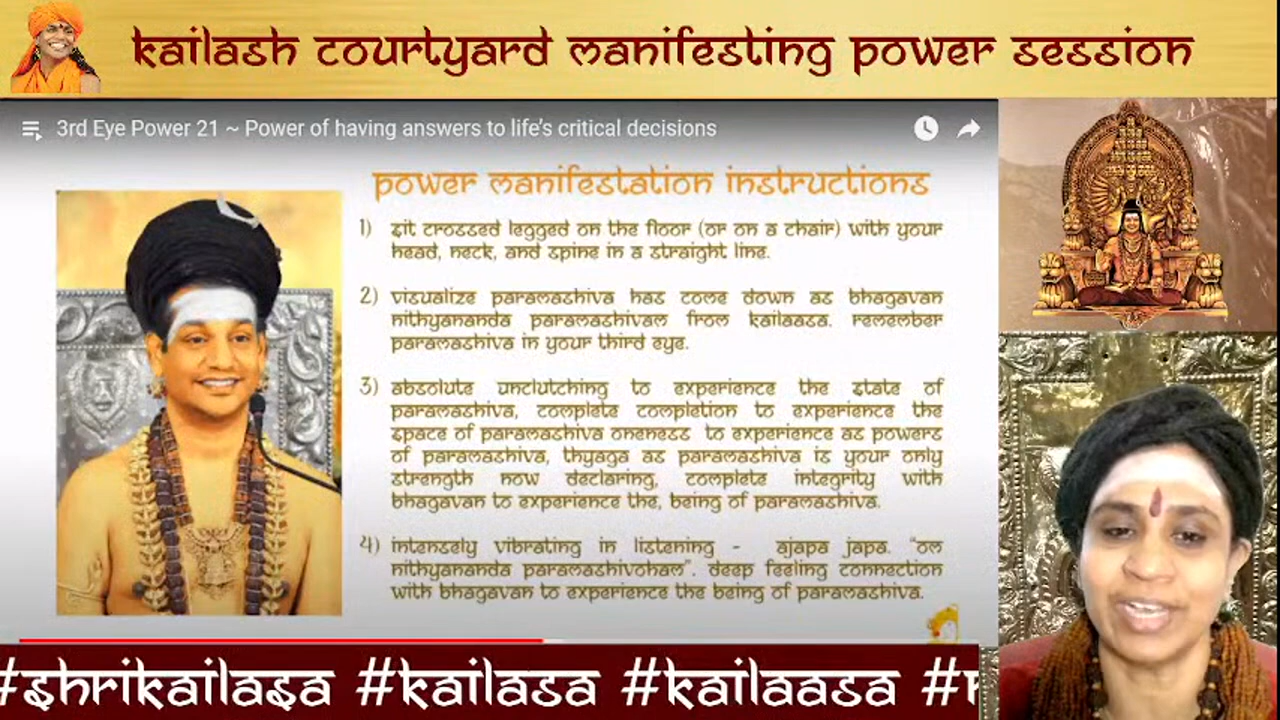 kailash courtyard manifesting power session
3rd Eye Power 21 ~ Power of having answers to life's critical decisions
power manifestation instructions
1) sit crossed legged on the floor (or on a chair) with your
head, neck, and spine in a straight line.
2) visualize paramashiva has come down as bhagavan
nithyananda paramashivam from kailaasa. remember
paramashiva in your third eye.
3) absolute unclutching to experience the state of
paramashiva, complete completion to experience the
space of paramashiva oneness to experience as powers
of paramashiva, thyaga as paramashiva is your only
strength now declaring, complete integrity with
bhagavan to experience the, being of paramashiva.
4) intensely vibrating in listening - ajapa japa. "om
nithyananda paramashivoham". deep feeling connection
with bhagavan to experience the being of paramashiva.
#shrikailasa #kailasa #kailaasa #